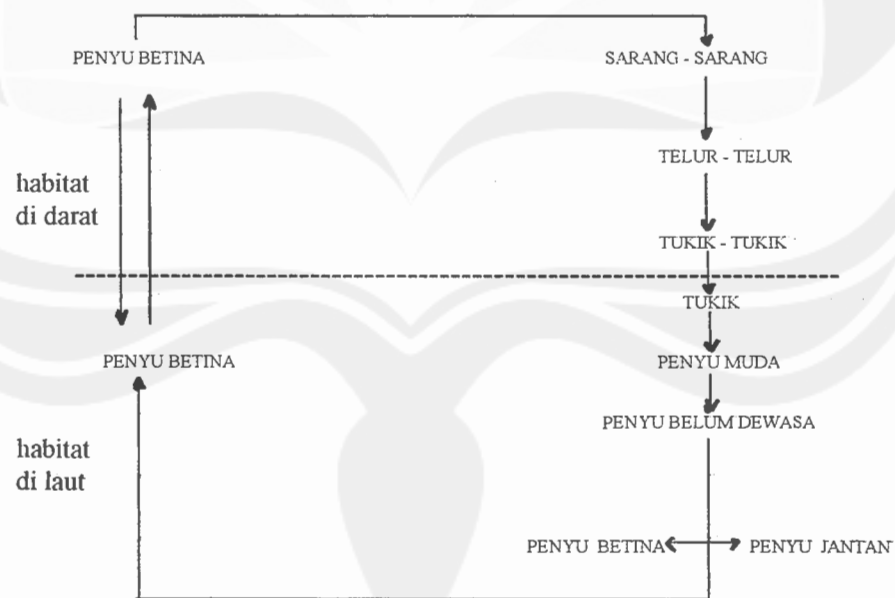 PENYU BETINA
SARANG - SARANG
TELUR - TELUR
habitat
di darat
TUKIK - TUKIK
TUKIK
PENYU BETINA
PENYU MUDA
PENYU BELUM DEWASA
habitat
di laut
PENYU BETINA
PENYU JANTAN